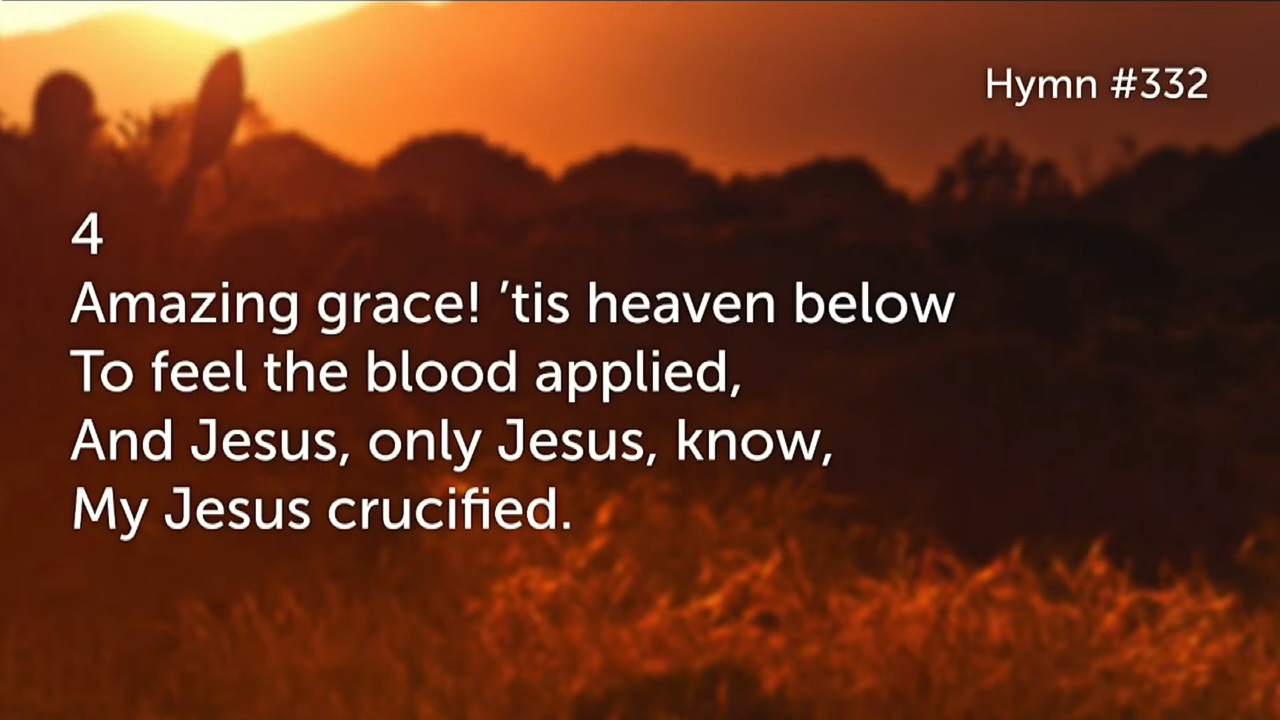 Hymn #332
4
Amazing grace! ’tis heaven below
To feel the blood applied,
And Jesus, only Jesus, know,
My Jesus crucified.